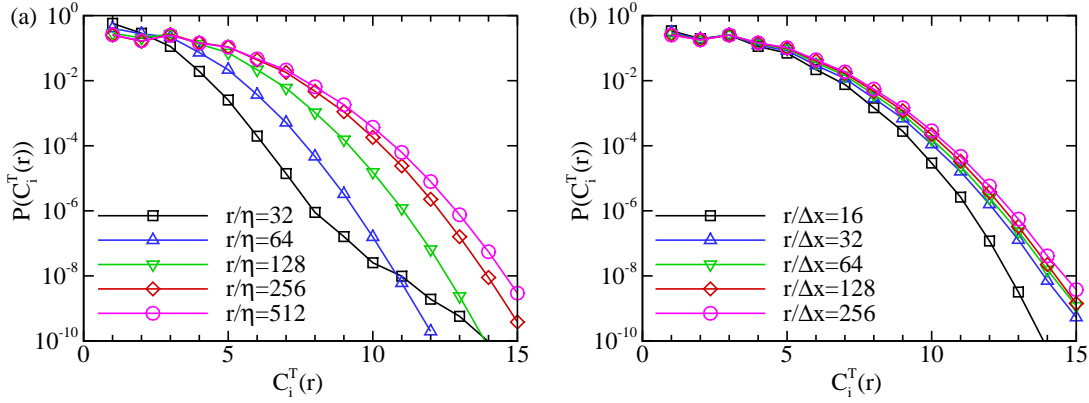 (a)
P(C_i^T(r))
10^0
10^-2
10^-4
10^-6
10^-8
10^-10
r/η=32
r/η=64
r/η=128
r/η=256
r/η=512
0 5 10 15
C_i^T(r)
(b)
P(C_i^T(r))
10^0
10^-2
10^-4
10^-6
10^-8
10^-10
r/Δx=16
r/Δx=32
r/Δx=64
r/Δx=128
r/Δx=256
0 5 10 15
C_i^T(r)